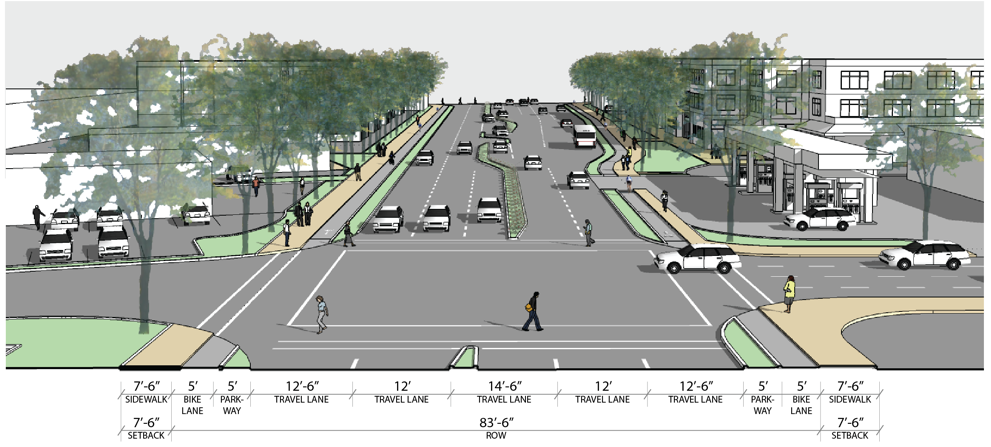 7'-6" 5' 5' 12'-6" 12' 14'-6" 12' 12'-6" 5' 5' 7'-6"
SIDEWALK BIKE LANE PARK-WAY TRAVEL LANE TRAVEL LANE TRAVEL LANE TRAVEL LANE TRAVEL LANE PARK-WAY BIKE LANE SIDEWALK
7'-6" 83'-6" 7'-6"
SETBACK ROW SETBACK